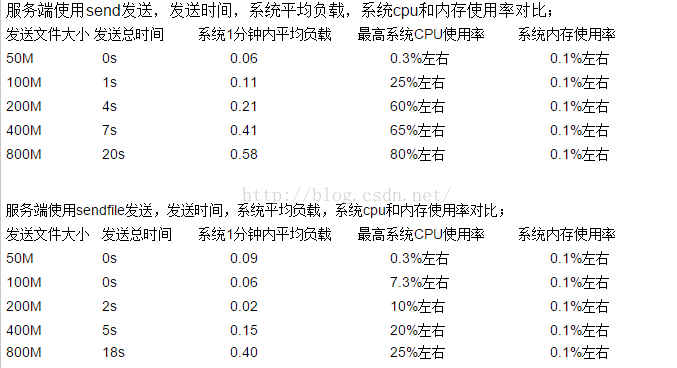 服务端使用send发送，发送时间，系统平均负载，系统cpu和内存使用率对比；
发送文件大小 发送总时间 系统1分钟内平均负载 最高系统CPU使用率 系统内存使用率
50M 0s 0.06 0.3%左右 0.1%左右
100M 1s 0.11 25%左右 0.1%左右
200M 4s 0.21 60%左右 0.1%左右
400M 7s 0.41 65%左右 0.1%左右
800M 20s 0.58 80%左右 0.1%左右
http://blog.csdn.net/
服务端使用sendfile发送，发送时间，系统平均负载，系统cpu和内存使用率对比；
发送文件大小 发送总时间 系统1分钟内平均负载 最高系统CPU使用率 系统内存使用率
50M 0s 0.09 0.3%左右 0.1%左右
100M 0s 0.06 7.3%左右 0.1%左右
200M 2s 0.02 10%左右 0.1%左右
400M 5s 0.15 20%左右 0.1%左右
800M 18s 0.40 25%左右 0.1%左右